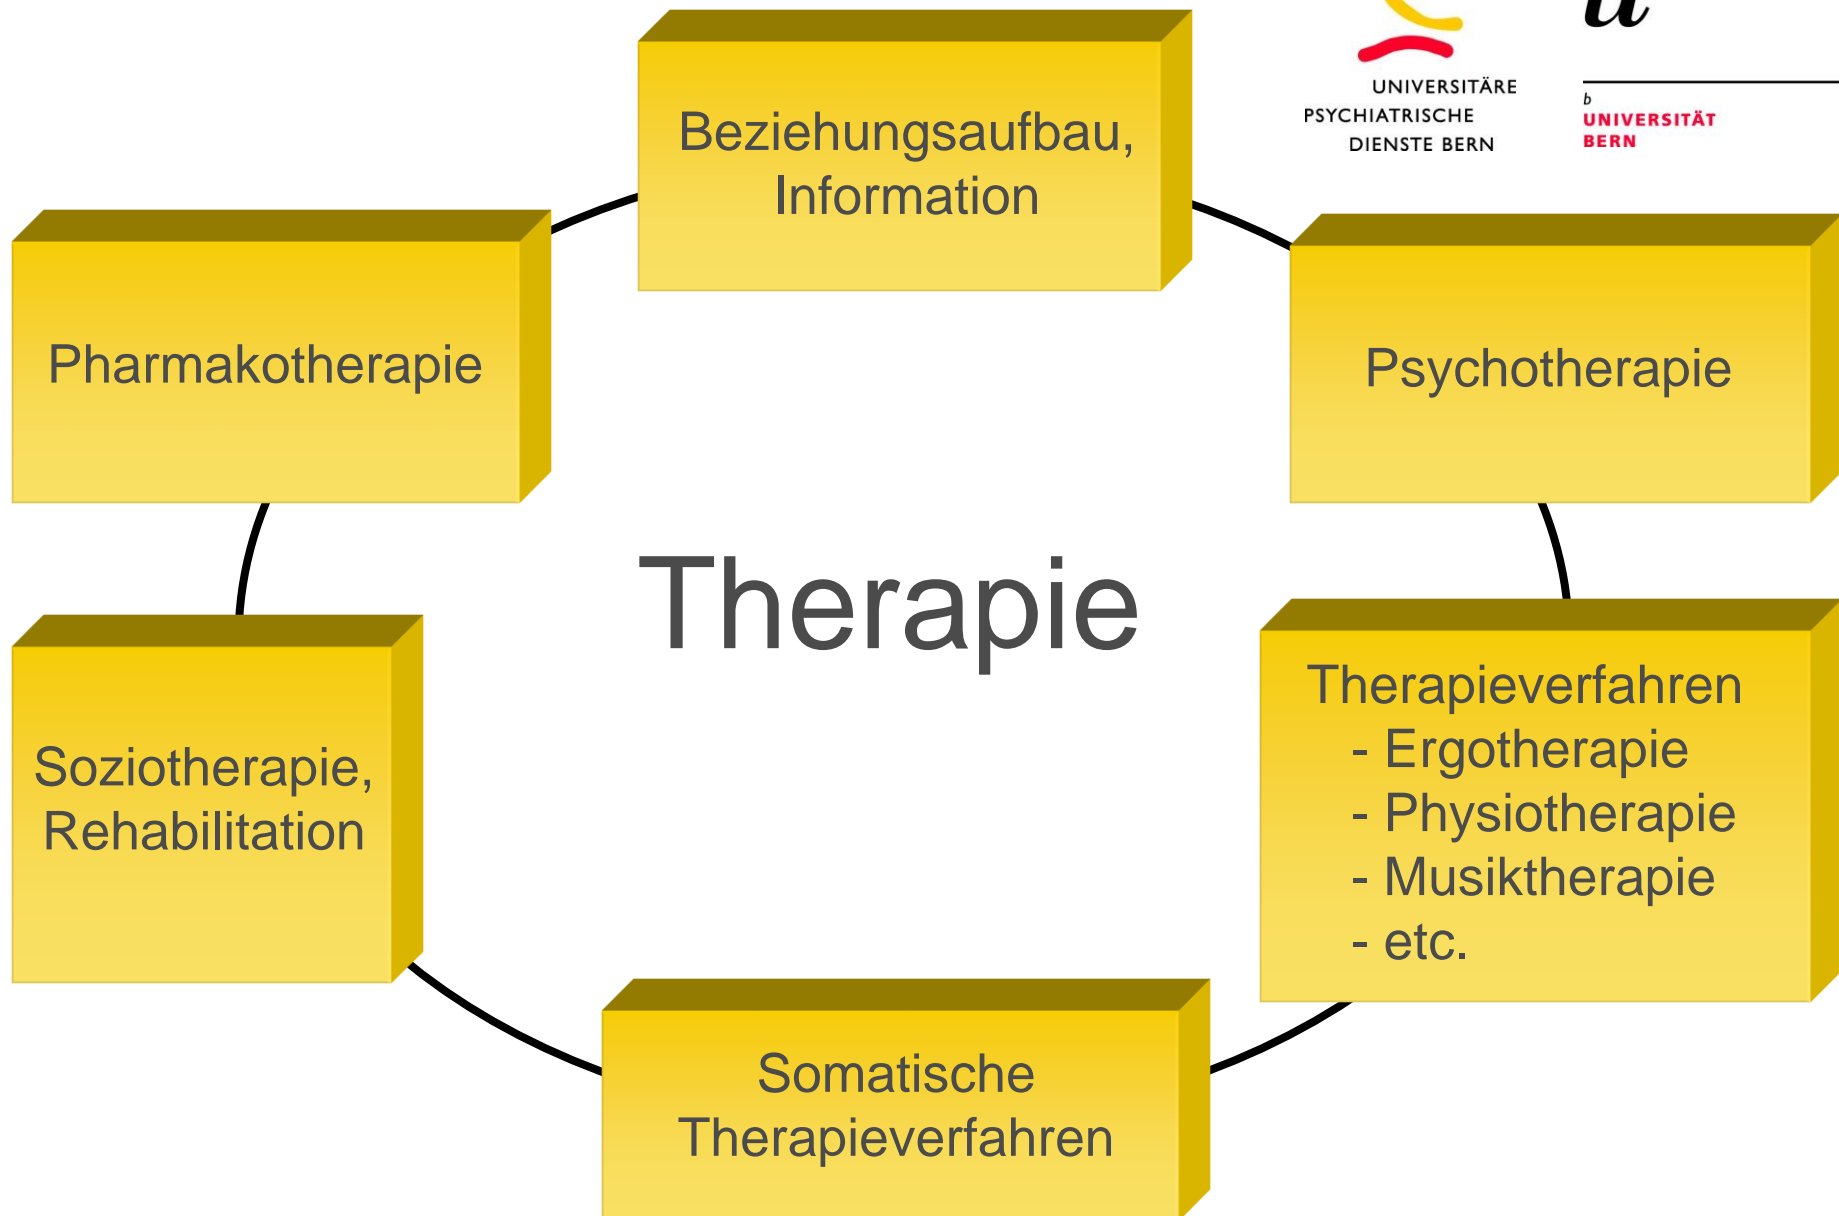 u
UNIVERSITÄRE
PSYCHIATRISCHE
DIENSTE BERN
b
UNIVERSITÄT
BERN
Beziehungsaufbau,
Information
Pharmakotherapie
Psychotherapie
Therapie
Soziotherapie,
Rehabilitation
Therapieverfahren
- Ergotherapie
- Physiotherapie
- Musiktherapie
- etc.
Somatische
Therapieverfahren